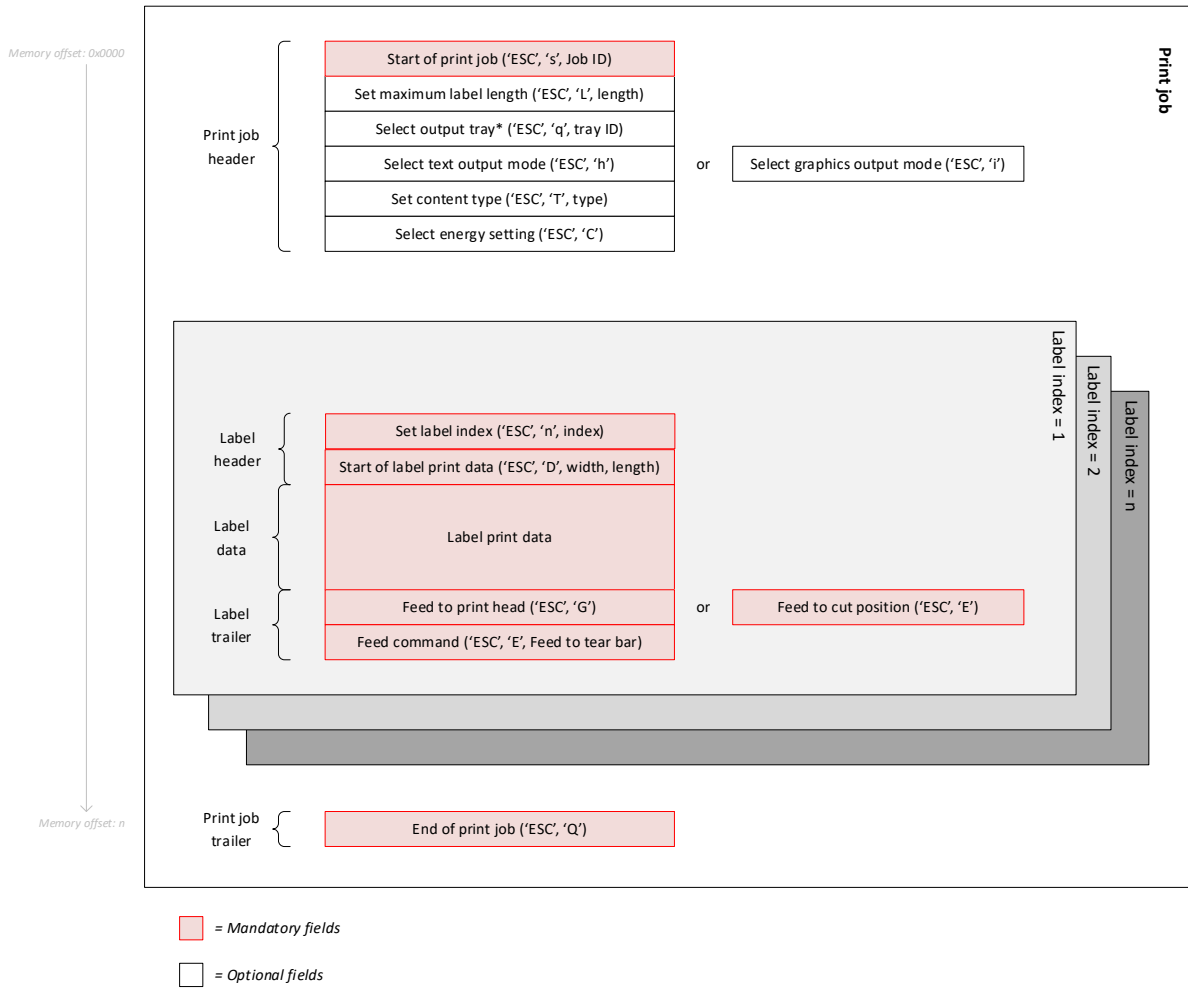 Memory offset: 0x0000
Print job
Start of print job (‘ESC’, ‘s’, Job ID)
Set maximum label length (‘ESC’, ‘L’, length)
Select output tray* (‘ESC’, ‘q’, tray ID)
Print job
header
Select text output mode (‘ESC’, ‘h’)
or
Select graphics output mode (‘ESC’, ‘i’)
Set content type (‘ESC’, ‘T’, type)
Select energy setting (‘ESC’, ‘C’)
Label index = 1
Label index = 2
Label index = n
Label
header
Set label index (‘ESC’, ‘n’, index)
Start of label print data (‘ESC’, ‘D’, width, length)
Label
data
Label print data
Label
trailer
Feed to print head (‘ESC’, ‘G’)
or
Feed to cut position (‘ESC’, ‘E’)
Feed command (‘ESC’, ‘E’, Feed to tear bar)
Memory offset: n
Print job
trailer
End of print job (‘ESC’, ‘Q’)
= Mandatory fields
= Optional fields